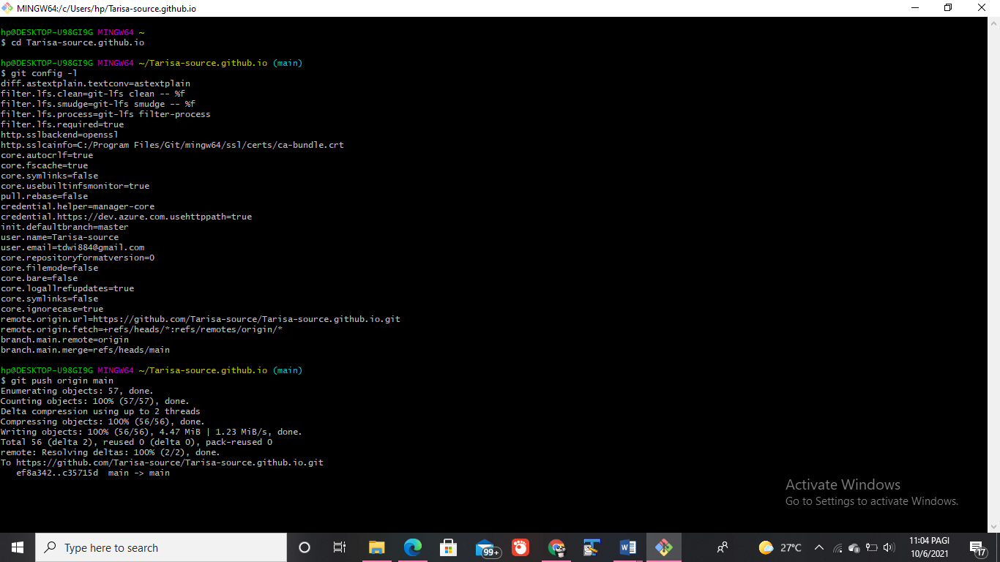 MINGW64:/c/Users/hp/Tarisa-source.github.io
hp@DESKTOP-U98GI9G MINGW64 ~
$ cd Tarisa-source.github.io
hp@DESKTOP-U98GI9G MINGW64 ~/Tarisa-source.github.io (main)
$ git config -l
diff.astextplain.textconv=astextplain
filter.lfs.clean=git-lfs clean -- %f
filter.lfs.smudge=git-lfs smudge -- %f
filter.lfs.process=git-lfs filter-process
filter.lfs.required=true
http.sslbackend=openssl
http.sslcainfo=C:/Program Files/Git/mingw64/ssl/certs/ca-bundle.crt
core.autocrlf=true
core.fscache=true
core.symlinks=false
core.usebuiltinfsmonitor=true
pull.rebase=false
credential.helper=manager-core
credential.https://dev.azure.com.usehttppath=true
init.defaultbranch=master
user.name=Tarisa-source
user.email=tdwi884@gmail.com
core.repositoryformatversion=0
core.filemode=false
core.bare=false
core.logallrefupdates=true
core.symlinks=false
core.ignorecase=true
remote.origin.url=https://github.com/Tarisa-source/Tarisa-source.github.io.git
remote.origin.fetch=+refs/heads/*:refs/remotes/origin/*
branch.main.remote=origin
branch.main.merge=refs/heads/main
hp@DESKTOP-U98GI9G MINGW64 ~/Tarisa-source.github.io (main)
$ git push origin main
Enumerating objects: 57, done.
Counting objects: 100% (57/57), done.
Delta compression using up to 2 threads
Compressing objects: 100% (56/56), done.
Writing objects: 100% (56/56), 4.47 MiB | 1.23 MiB/s, done.
Total 56 (delta 2), reused 0 (delta 0), pack-reused 0
remote: Resolving deltas: 100% (2/2), done.
To https://github.com/Tarisa-source/Tarisa-source.github.io.git
   ef8a342..c35715d  main -> main
Activate Windows
Go to Settings to activate Windows.
Type here to search
99+
27°C
11:04 PAGI
10/6/2021
17